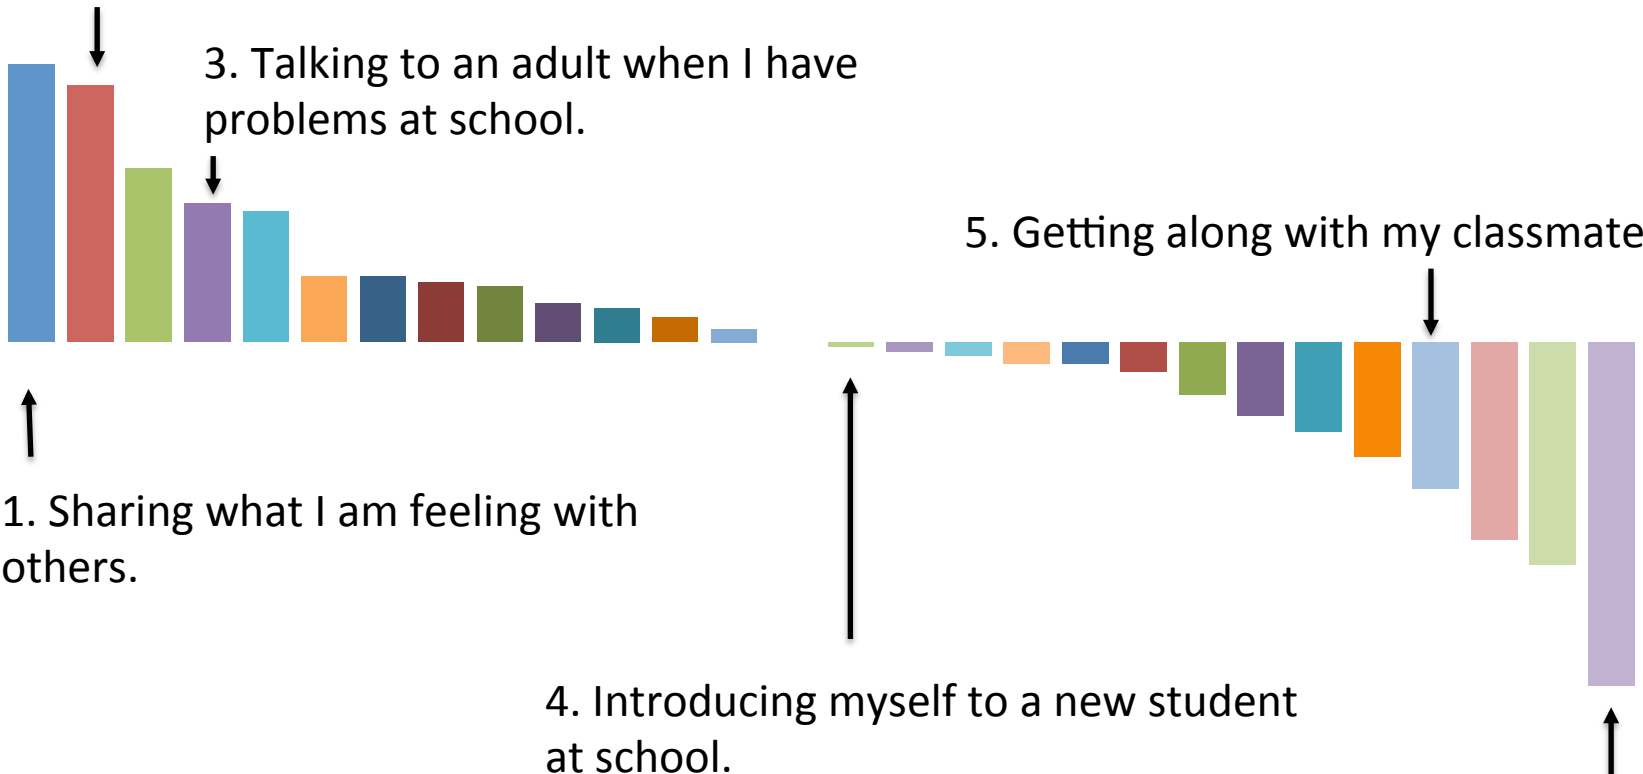 3. Talking to an adult when I have
problems at school.
5. Getting along with my classmate
1. Sharing what I am feeling with
others.
4. Introducing myself to a new student
at school.